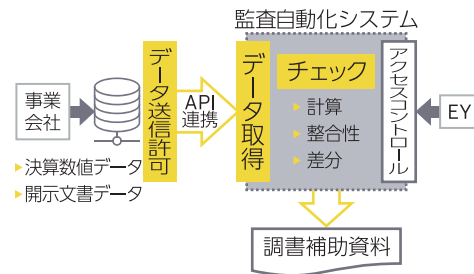 監査自動化システム
事業
会社
データ送信許可
API
連携
データ取得
チェック
計算
整合性
差分
アクセスコントロール
EY
決算数値データ
開示文書データ
調書補助資料